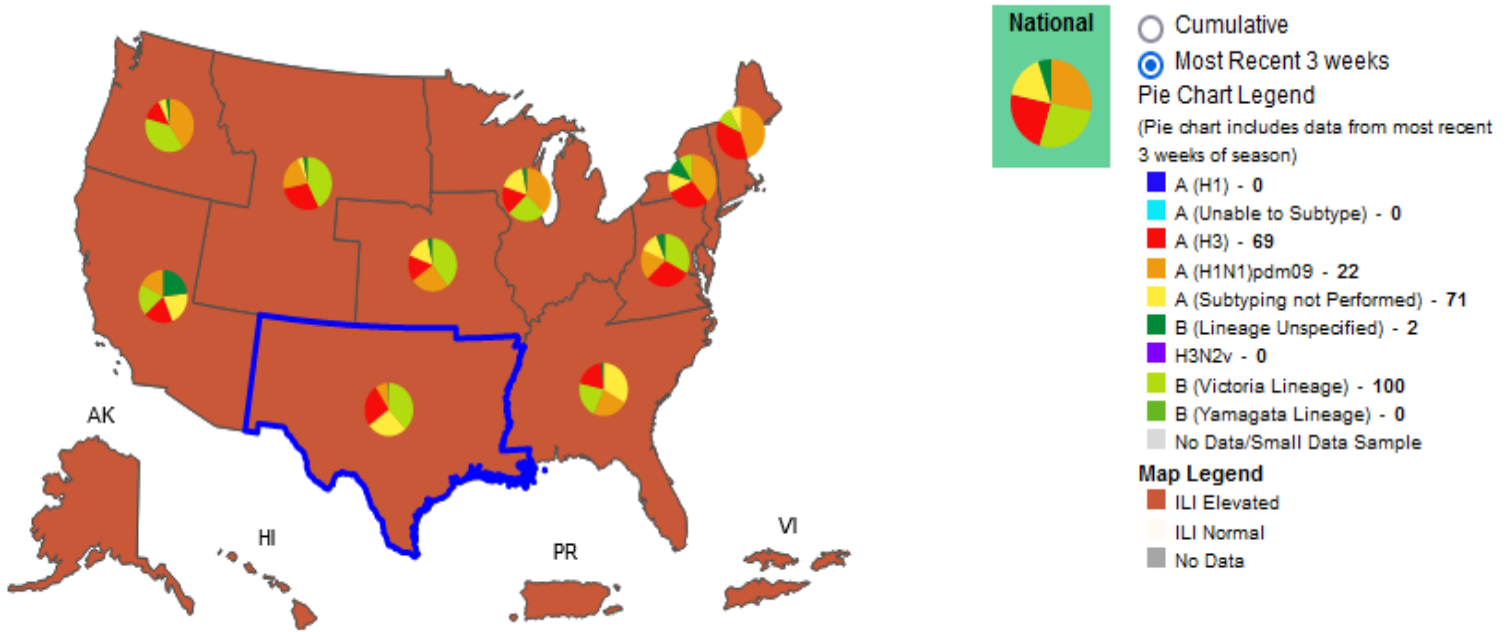 National
Cumulative
Most Recent 3 weeks
Pie Chart Legend
(Pie chart includes data from most recent
3 weeks of season)
A (H1) - 0
A (Unable to Subtype) - 0
A (H3) - 69
A (H1N1)pdm09 - 22
A (Subtyping not Performed) - 71
B (Lineage Unspecified) - 2
H3N2v - 0
B (Victoria Lineage) - 100
B (Yamagata Lineage) - 0
No Data/Small Data Sample
Map Legend
ILI Elevated
ILI Normal
No Data
AK
HI
PR
VI